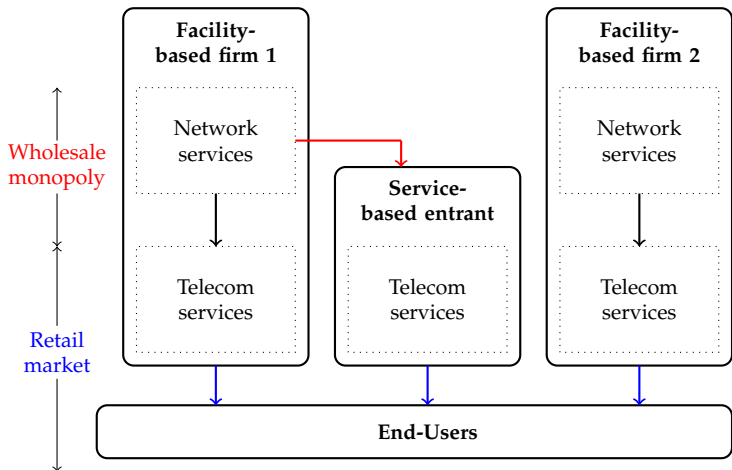 Facility-
based firm 1
Facility-
based firm 2
Network
services
Network
services
Wholesale
monopoly
Service-
based entrant
Telecom
services
Telecom
services
Telecom
services
Retail
market
End-Users